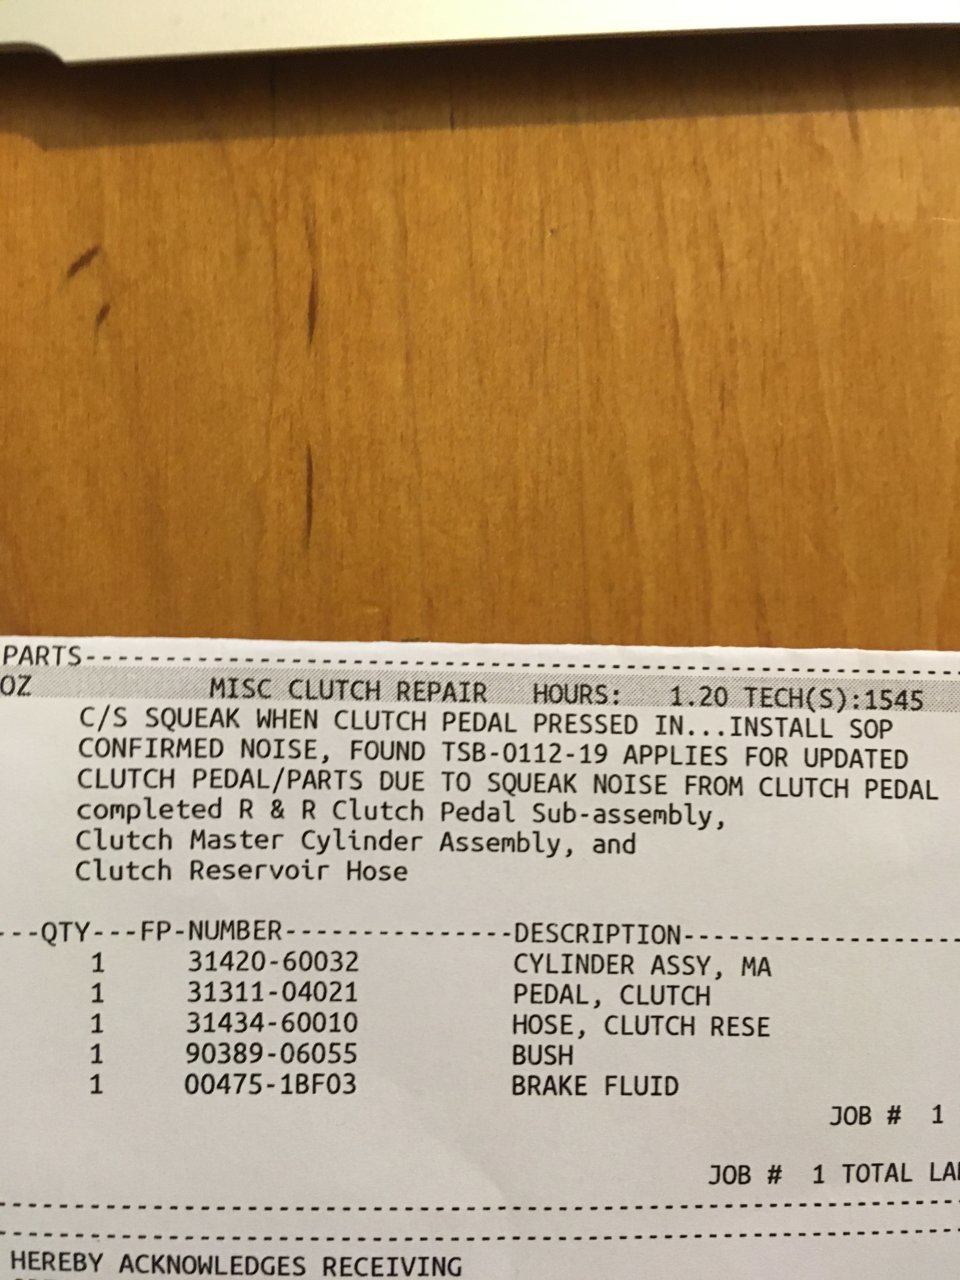 PARTS------------------------------------------------------
OZ MISC CLUTCH REPAIR HOURS: 1.20 TECH(S):1545
C/S SQUEAK WHEN CLUTCH PEDAL PRESSED IN...INSTALL SOP
CONFIRMED NOISE, FOUND TSB-0112-19 APPLIES FOR UPDATED
CLUTCH PEDAL/PARTS DUE TO SQUEAK NOISE FROM CLUTCH PEDAL
completed R & R Clutch Pedal Sub-assembly,
Clutch Master Cylinder Assembly, and
Clutch Reservoir Hose
---QTY---FP-NUMBER---------------DESCRIPTION------------------
1 31420-60032 CYLINDER ASSY, MA
1 31311-04021 PEDAL, CLUTCH
1 31434-60010 HOSE, CLUTCH RESE
1 90389-06055 BUSH
1 00475-1BF03 BRAKE FLUID
JOB # 1
JOB # 1 TOTAL LA
HEREBY ACKNOWLEDGES RECEIVING